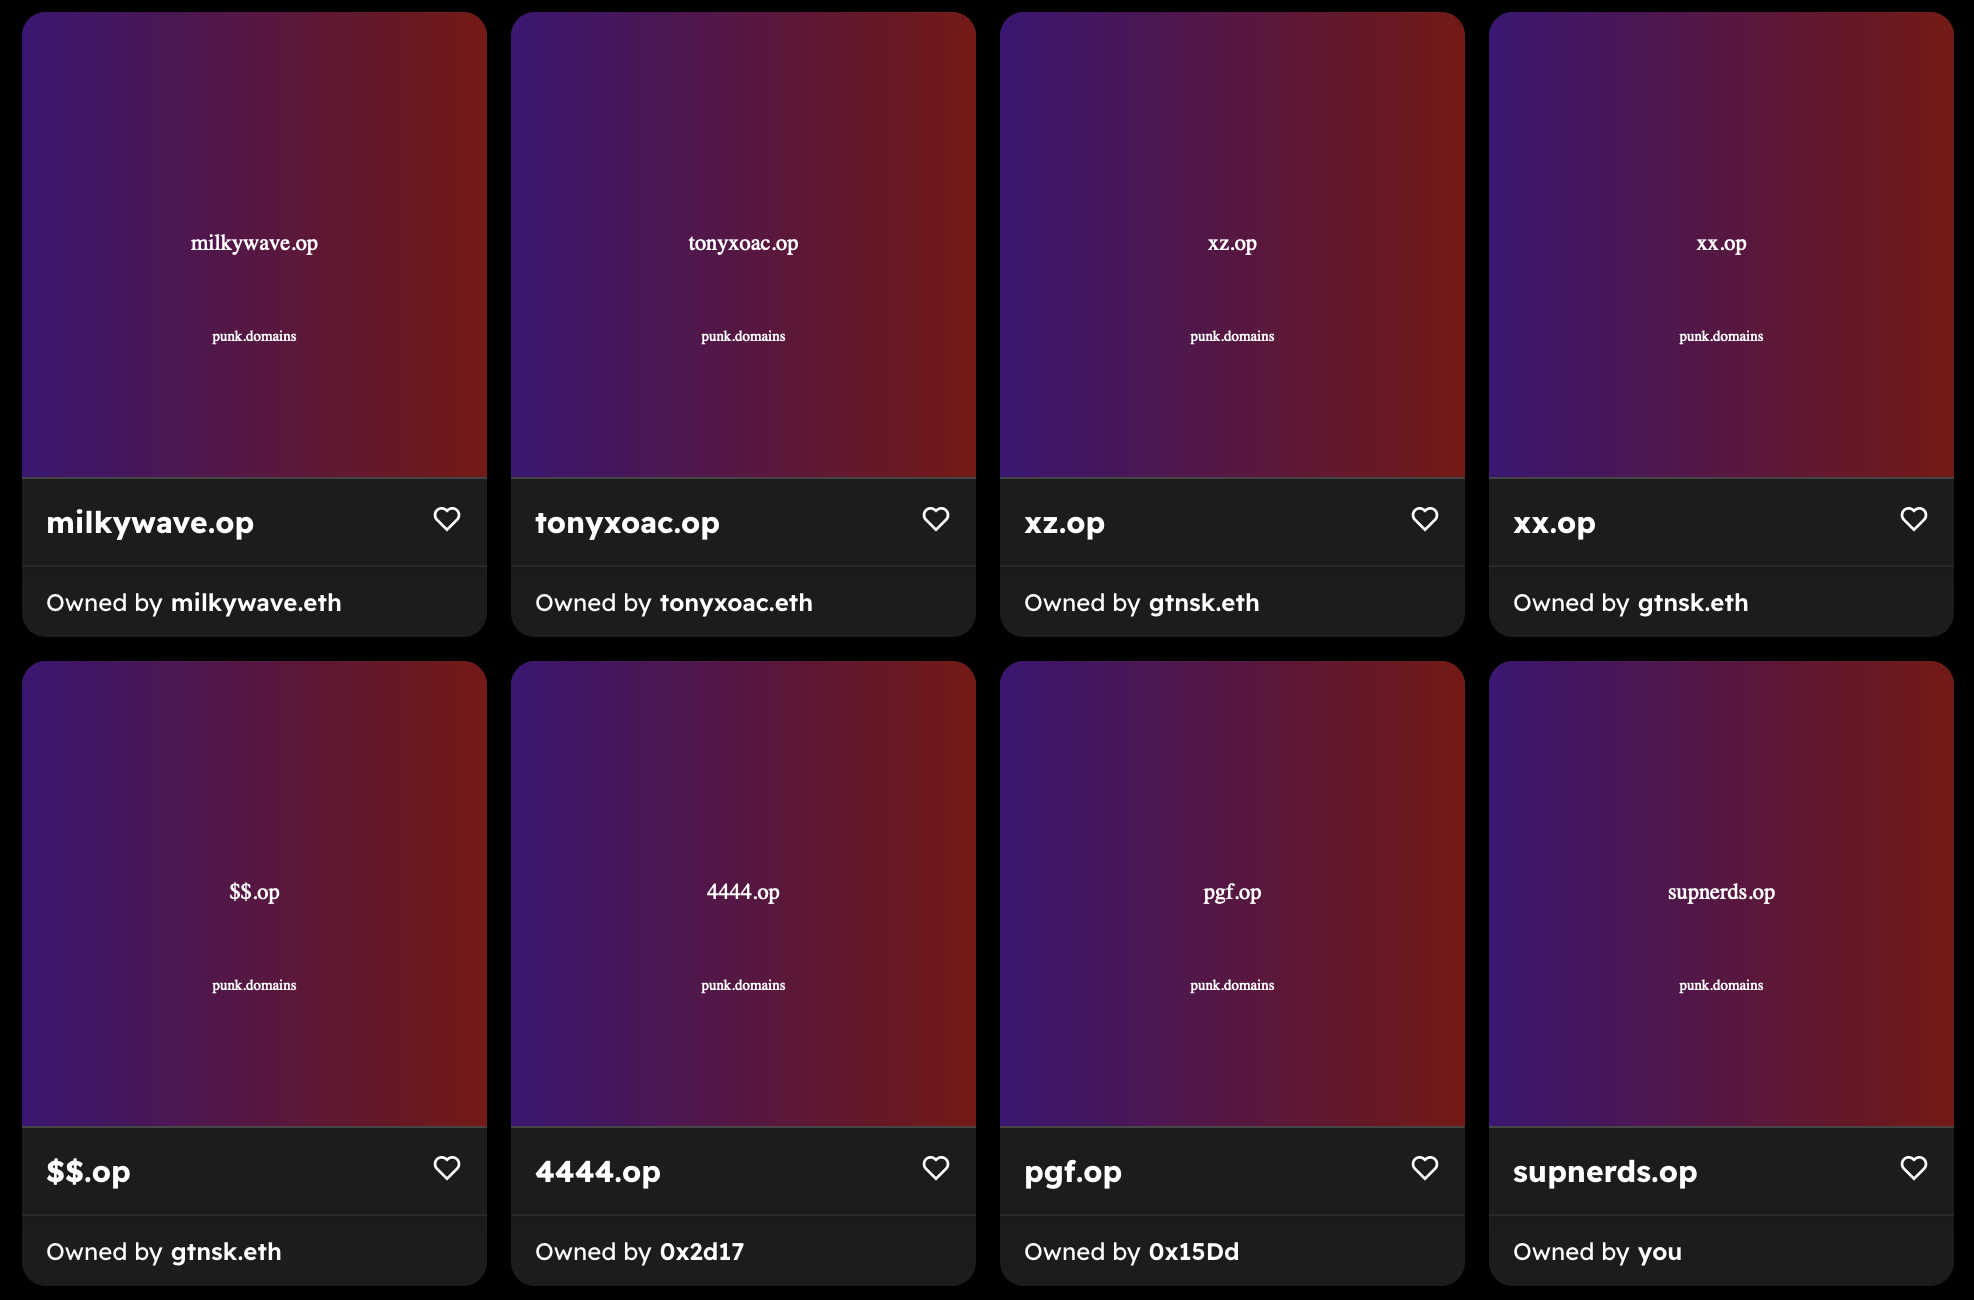 milkywave.op
punk.domains
milkywave.op
Owned by milkywave.eth
tonyxoac.op
punk.domains
tonyxoac.op
Owned by tonyxoac.eth
xz.op
punk.domains
xz.op
Owned by gtnsk.eth
xx.op
punk.domains
xx.op
Owned by gtnsk.eth
$$.op
punk.domains
$$.op
Owned by gtnsk.eth
4444.op
punk.domains
4444.op
Owned by 0x2d17
pgf.op
punk.domains
pgf.op
Owned by 0x15Dd
supnerds.op
punk.domains
supnerds.op
Owned by you